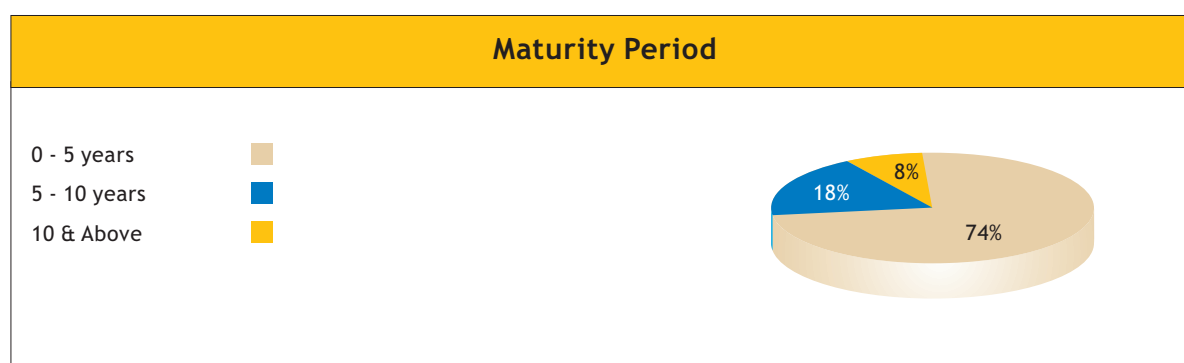 Maturity Period
0 - 5 years
5 - 10 years
10 & Above
8%
18%
74%